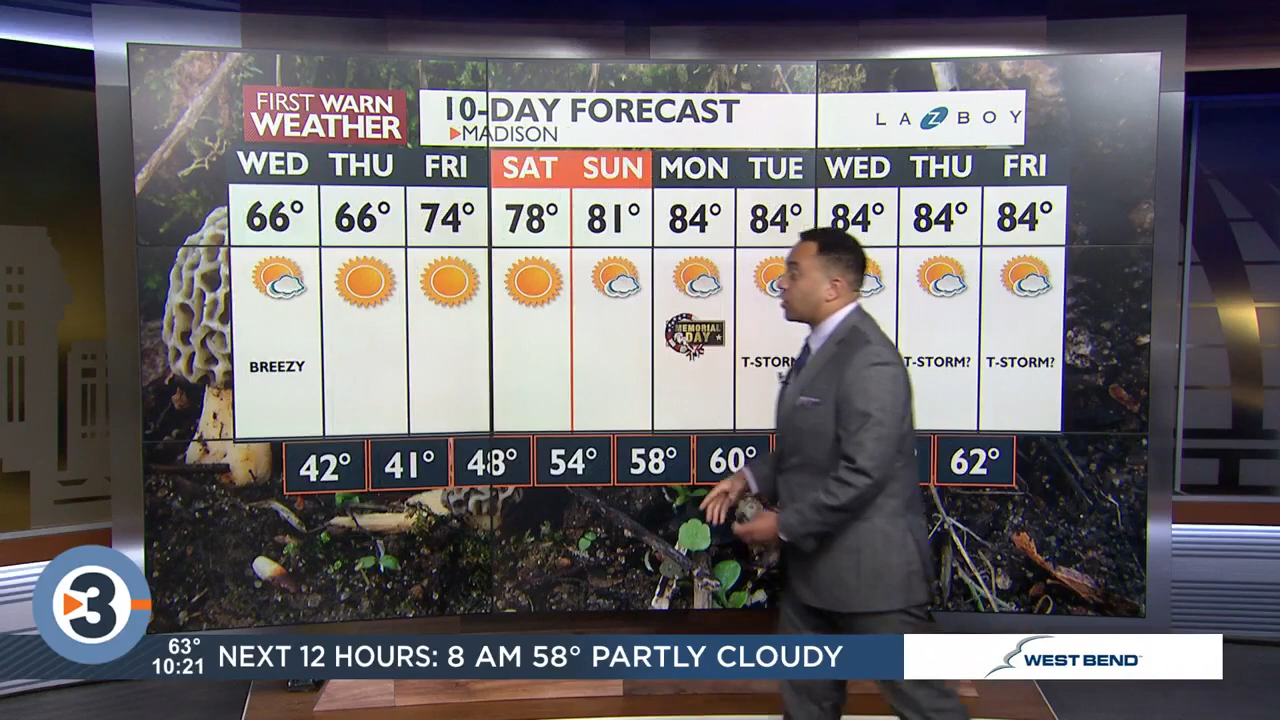 FIRST WARN
WEATHER
10-DAY FORECAST
MADISON
LAZBOY
WED THU FRI SAT SUN MON TUE WED THU FRI
66° 66° 74° 78° 81° 84° 84° 84° 84° 84°
MEMORIAL
DAY
BREEZY T-STORM T-STORM? T-STORM?
42° 41° 48° 54° 58° 60° 62°
3
63°
10:21
NEXT 12 HOURS: 8 AM 58° PARTLY CLOUDY
WEST BEND